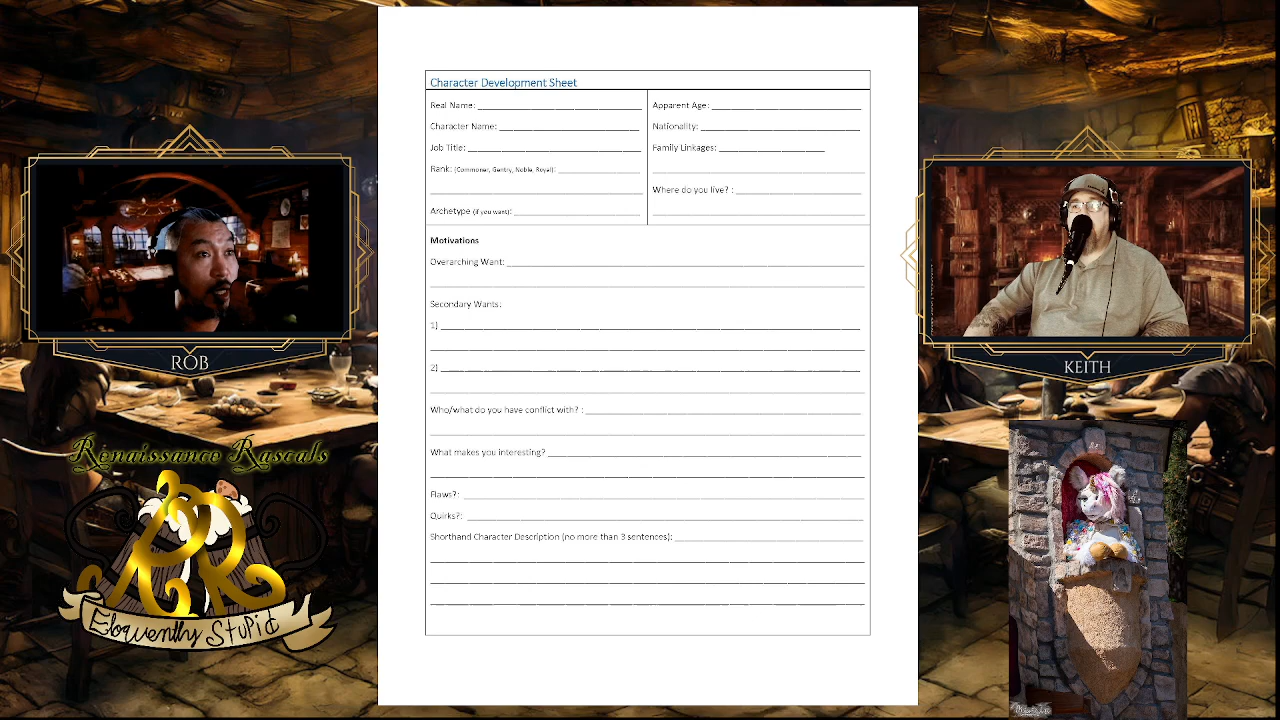 Character Development Sheet
Real Name:
Apparent Age:
Character Name:
Nationality:
Job Title:
Family Linkages:
Rank: (Commoner, Gentry, Noble, Royal):
Where do you live? :
Archetype (if you want):
Motivations
Overarching Want:
Secondary Wants:
1)
2)
Who/what do you have conflict with? :
What makes you interesting?
Flaws?:
Quirks?:
Shorthand Character Description (no more than 3 sentences):
ROB
KEITH
Renaissance Rascals
RR
Eloquently Stupid